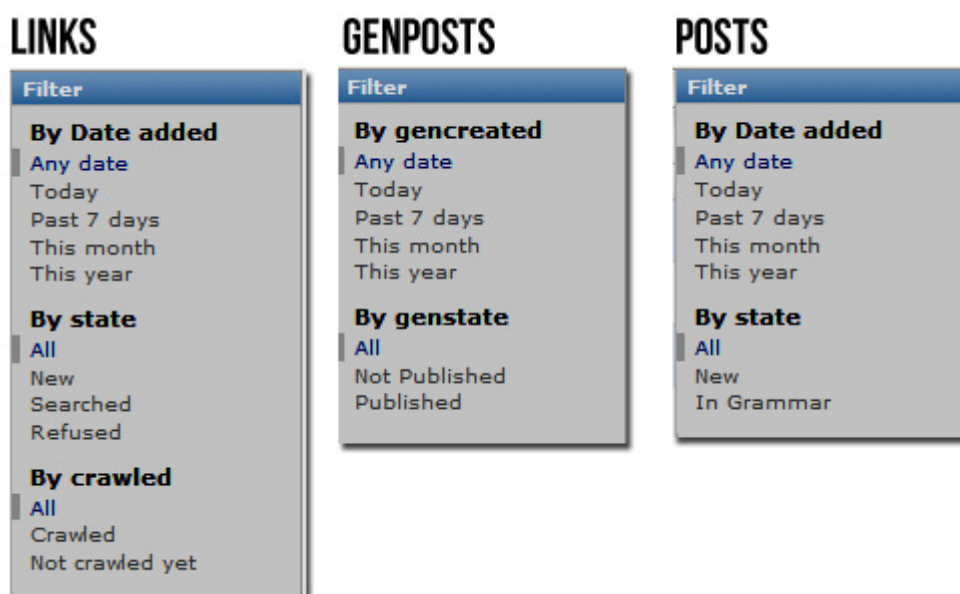 LINKS
Filter
By Date added
Any date
Today
Past 7 days
This month
This year
By state
All
New
Searched
Refused
By crawled
All
Crawled
Not crawled yet
GENPOSTS
Filter
By gencreated
Any date
Today
Past 7 days
This month
This year
By genstate
All
Not Published
Published
POSTS
Filter
By Date added
Any date
Today
Past 7 days
This month
This year
By state
All
New
In Grammar